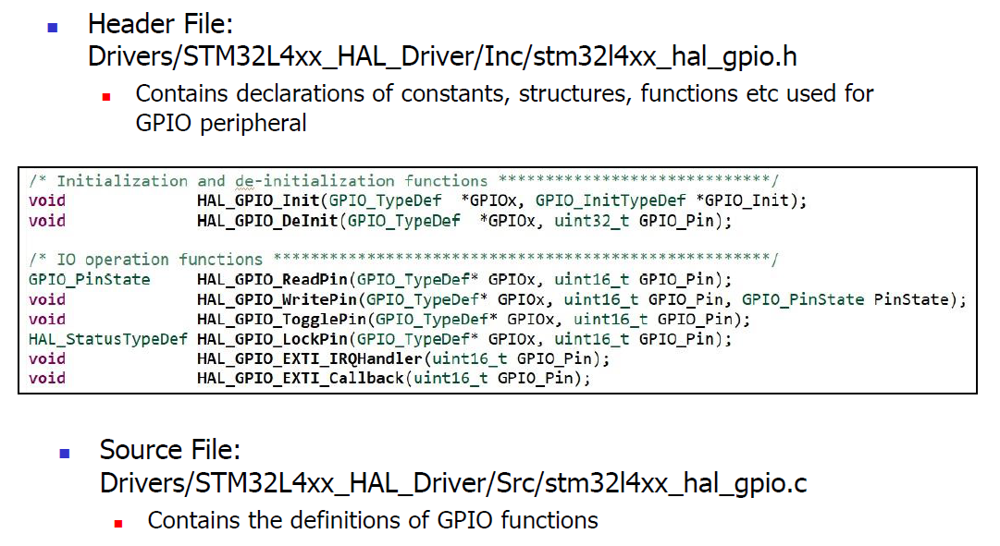 Header File:
Drivers/STM32L4xx_HAL_Driver/Inc/stm32l4xx_hal_gpio.h
Contains declarations of constants, structures, functions etc used for
GPIO peripheral
/* Initialization and de-initialization functions *****************************/
void HAL_GPIO_Init(GPIO_TypeDef *GPIOx, GPIO_InitTypeDef *GPIO_Init);
void HAL_GPIO_DeInit(GPIO_TypeDef *GPIOx, uint32_t GPIO_Pin);
/* IO operation functions *****************************************************/
GPIO_PinState HAL_GPIO_ReadPin(GPIO_TypeDef* GPIOx, uint16_t GPIO_Pin);
void HAL_GPIO_WritePin(GPIO_TypeDef* GPIOx, uint16_t GPIO_Pin, GPIO_PinState PinState);
void HAL_GPIO_TogglePin(GPIO_TypeDef* GPIOx, uint16_t GPIO_Pin);
HAL_StatusTypeDef HAL_GPIO_LockPin(GPIO_TypeDef* GPIOx, uint16_t GPIO_Pin);
void HAL_GPIO_EXTI_IRQHandler(uint16_t GPIO_Pin);
void HAL_GPIO_EXTI_Callback(uint16_t GPIO_Pin);
Source File:
Drivers/STM32L4xx_HAL_Driver/Src/stm32l4xx_hal_gpio.c
Contains the definitions of GPIO functions